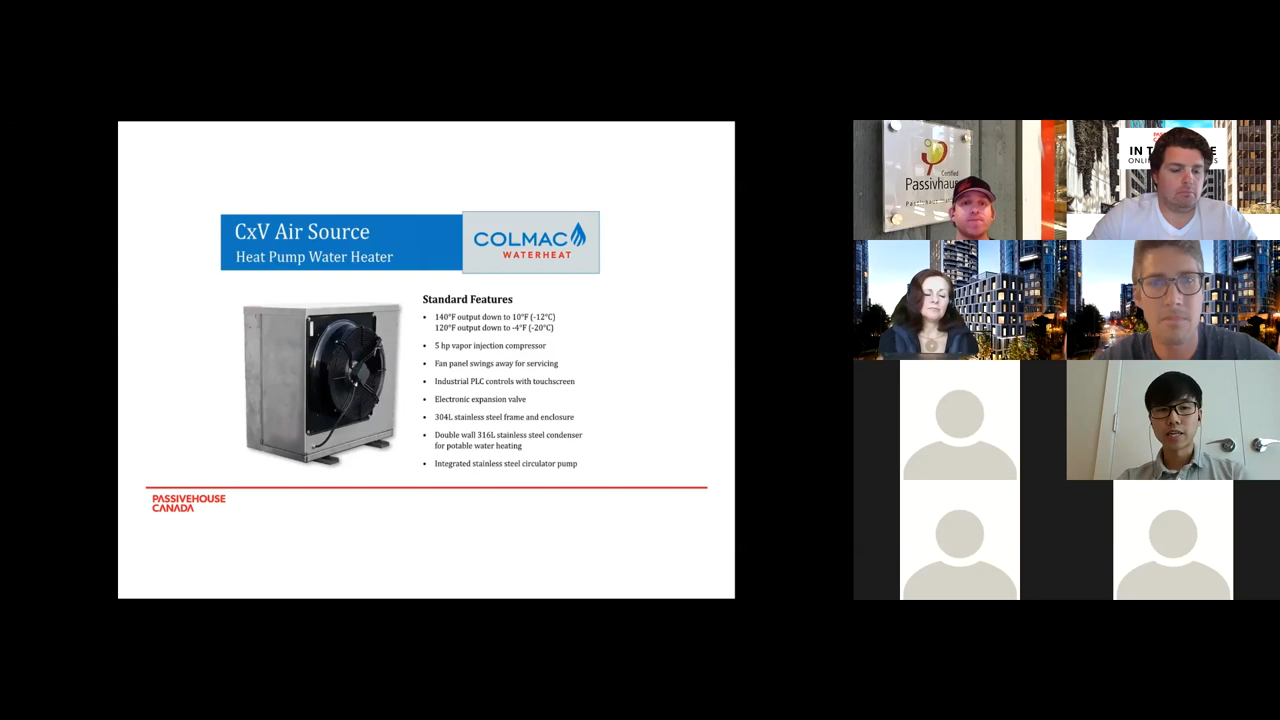 CxV Air Source
Heat Pump Water Heater
COLMAC
WATERHEAT
Standard Features
• 140°F output down to 10°F (-12°C)
120°F output down to -4°F (-20°C)
• 5 hp vapor injection compressor
• Fan panel swings away for servicing
• Industrial PLC controls with touchscreen
• Electronic expansion valve
• 304L stainless steel frame and enclosure
• Double wall 316L stainless steel condenser
for potable water heating
• Integrated stainless steel circulator pump
PASSIVEHOUSE
CANADA
Certified
Passivhaus